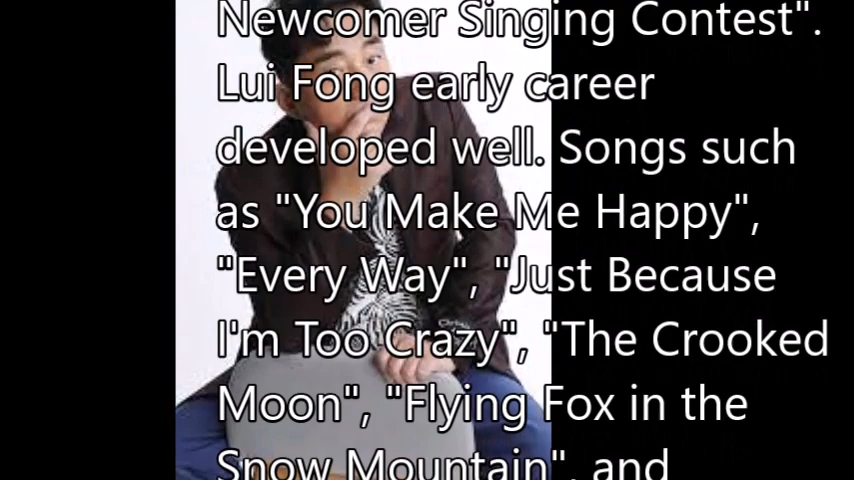 Newcomer Singing Contest".
Lui Fong early career
developed well. Songs such
as "You Make Me Happy",
"Every Way", "Just Because
I'm Too Crazy", "The Crooked
Moon", "Flying Fox in the
Snow Mountain", and